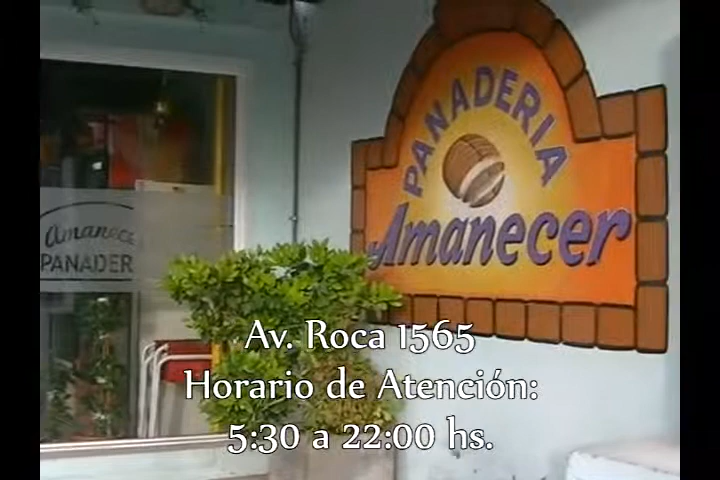 PANADERIA
Amanecer
Amanece
PANADER
Av. Roca 1565
Horario de Atención:
5:30 a 22:00 hs.